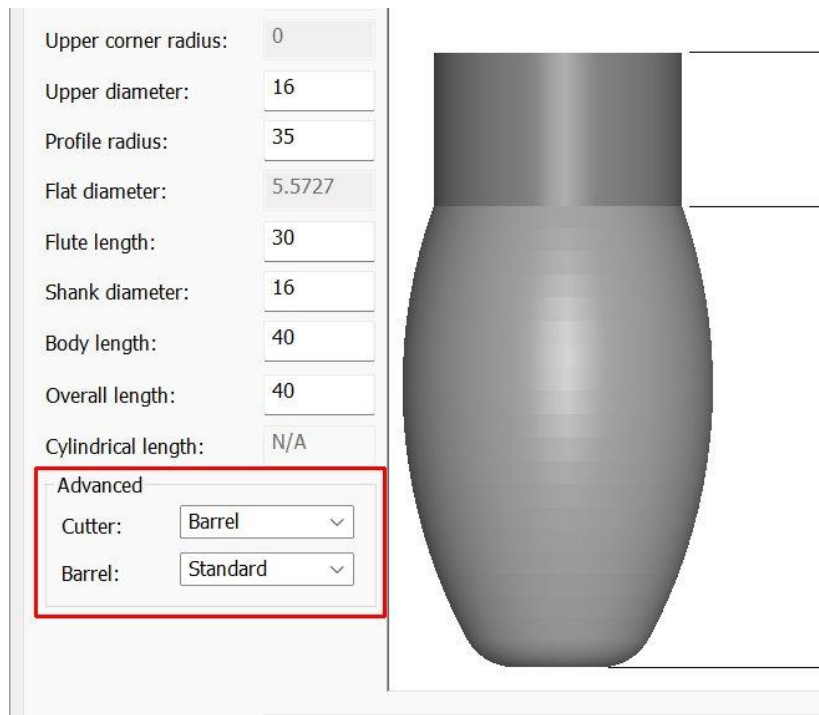 Upper corner radius: 0
Upper diameter: 16
Profile radius: 35
Flat diameter: 5.5727
Flute length: 30
Shank diameter: 16
Body length: 40
Overall length: 40
Cylindrical length: N/A
Advanced
Cutter: Barrel
Barrel: Standard